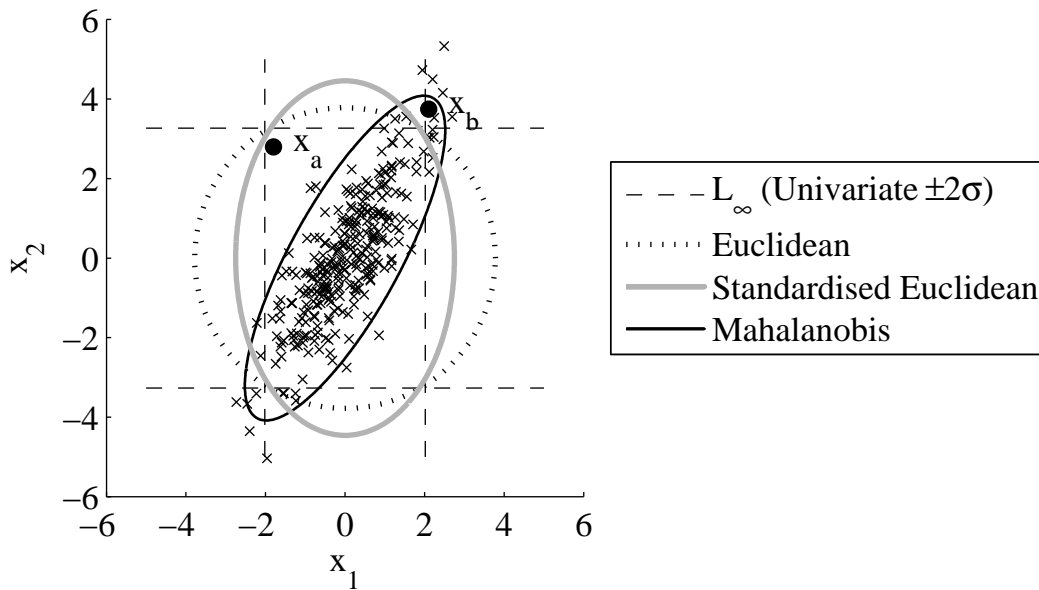 6
4
2
0
−2
−4
−6
−6 −4 −2 0 2 4 6
x₂
x₁
xₐ
x_b
L∞ (Univariate ±2σ)
Euclidean
Standardised Euclidean
Mahalanobis